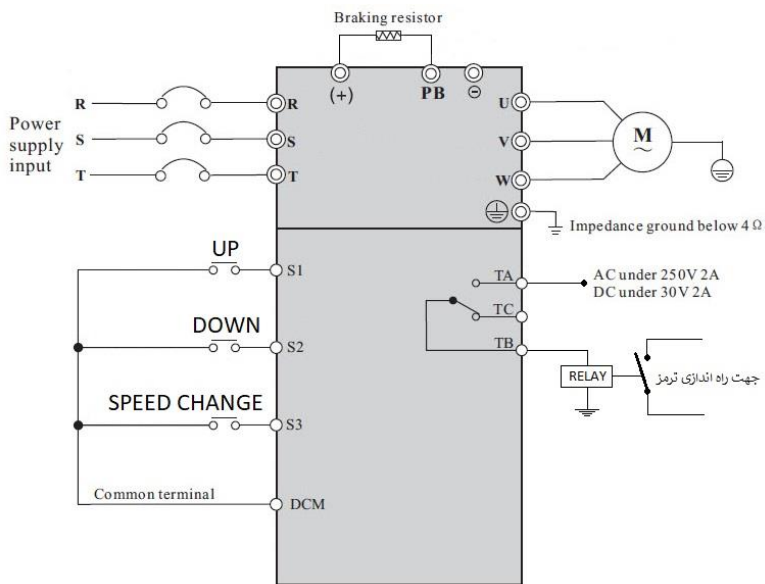 Braking resistor
(+)
PB
⊖
R
R
U
Power
supply
input
S
S
V
M
~
T
T
W
Impedance ground below 4 Ω
UP
S1
TA
AC under 250V 2A
DC under 30V 2A
TC
DOWN
S2
TB
RELAY
جهت راه اندازی ترمز
SPEED CHANGE
S3
Common terminal
DCM